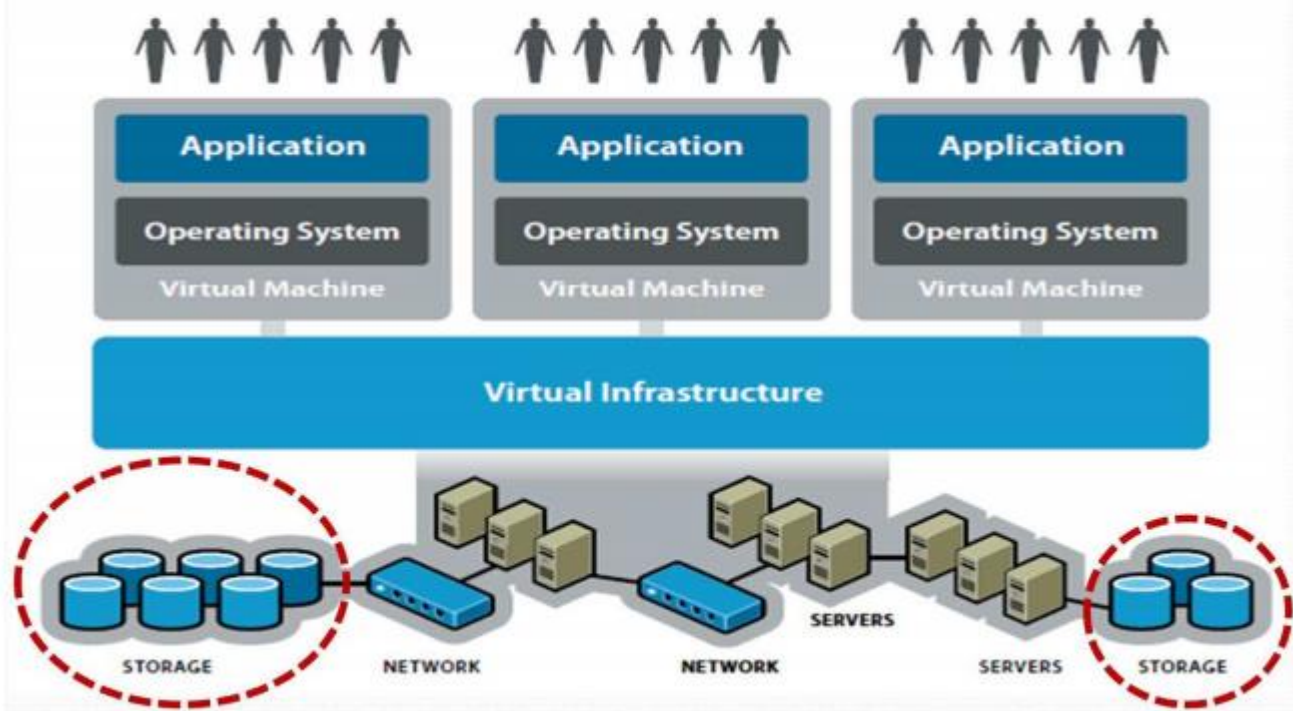 Application
Operating System
Virtual Machine
Application
Operating System
Virtual Machine
Application
Operating System
Virtual Machine
Virtual Infrastructure
SERVERS
STORAGE
NETWORK
NETWORK
SERVERS
STORAGE